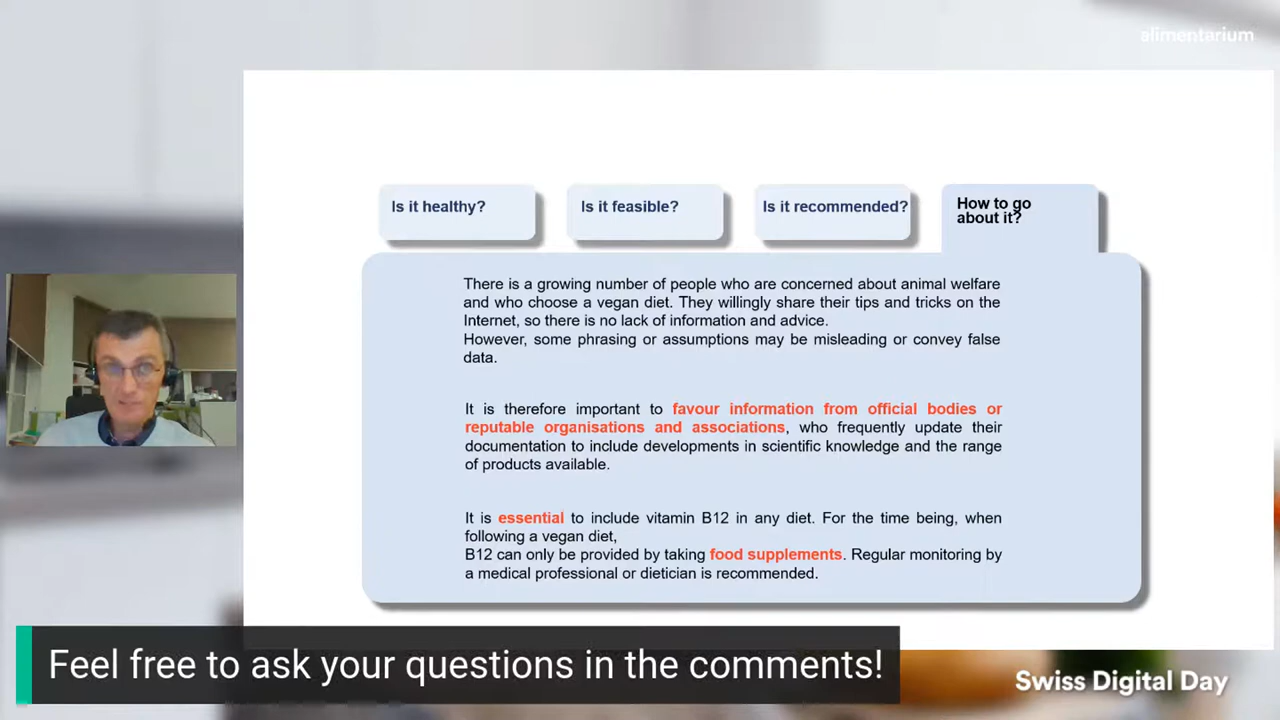 alimentarium
Is it healthy?
Is it feasible?
Is it recommended?
How to go
about it?
There is a growing number of people who are concerned about animal welfare
and who choose a vegan diet. They willingly share their tips and tricks on the
Internet, so there is no lack of information and advice.
However, some phrasing or assumptions may be misleading or convey false
data.
It is therefore important to favour information from official bodies or
reputable organisations and associations, who frequently update their
documentation to include developments in scientific knowledge and the range
of products available.
It is essential to include vitamin B12 in any diet. For the time being, when
following a vegan diet,
B12 can only be provided by taking food supplements. Regular monitoring by
a medical professional or dietician is recommended.
Feel free to ask your questions in the comments!
Swiss Digital Day